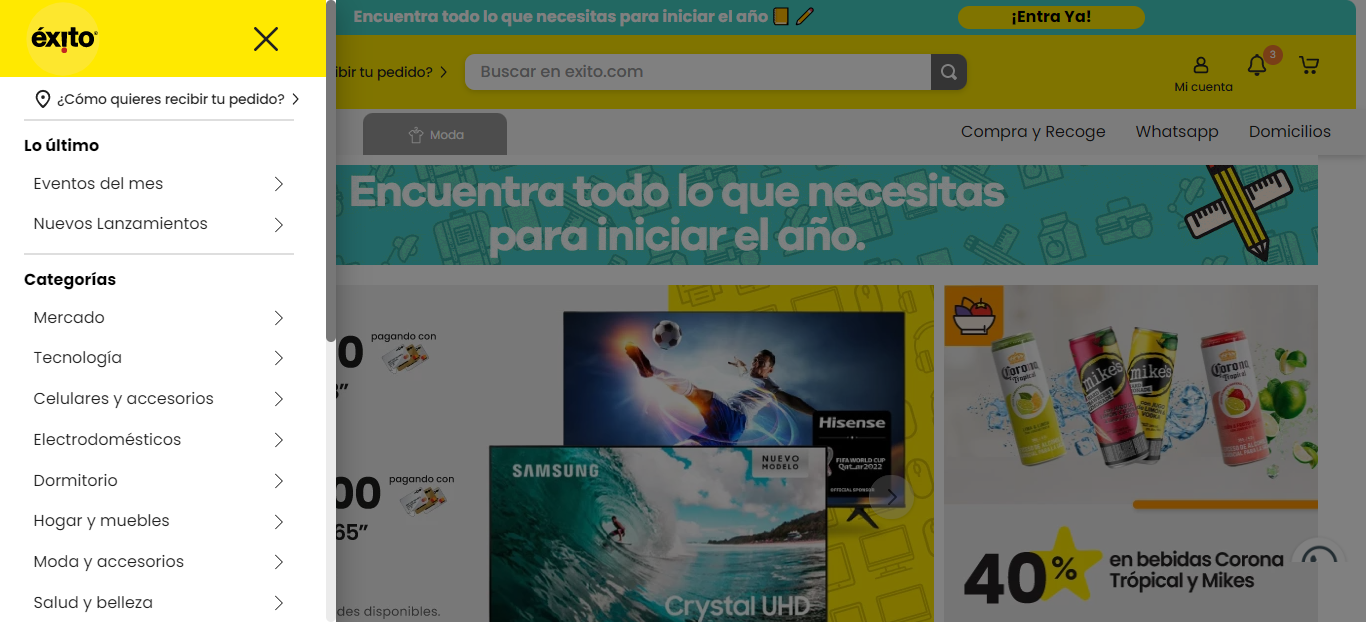 éxito
¿Cómo quieres recibir tu pedido?
Lo último
Eventos del mes
Nuevos Lanzamientos
Categorías
Mercado
Tecnología
Celulares y accesorios
Electrodomésticos
Dormitorio
Hogar y muebles
Moda y accesorios
Salud y belleza
Encuentra todo lo que necesitas para iniciar el año
¡Entra Ya!
ibir tu pedido?
Buscar en exito.com
Mi cuenta
3
Moda
Compra y Recoge
Whatsapp
Domicilios
Encuentra todo lo que necesitas
para iniciar el año.
0
pagando con
00
pagando con
65”
des disponibles.
Hisense
FIFA WORLD CUP
Qatar2022
OFFICIAL SPONSOR
SAMSUNG
NUEVO
MODELO
Crystal UHD
Corona
Tropical
mike's
mike's
Corona
Tropical
40%
en bebidas Corona
Trópical y Mikes